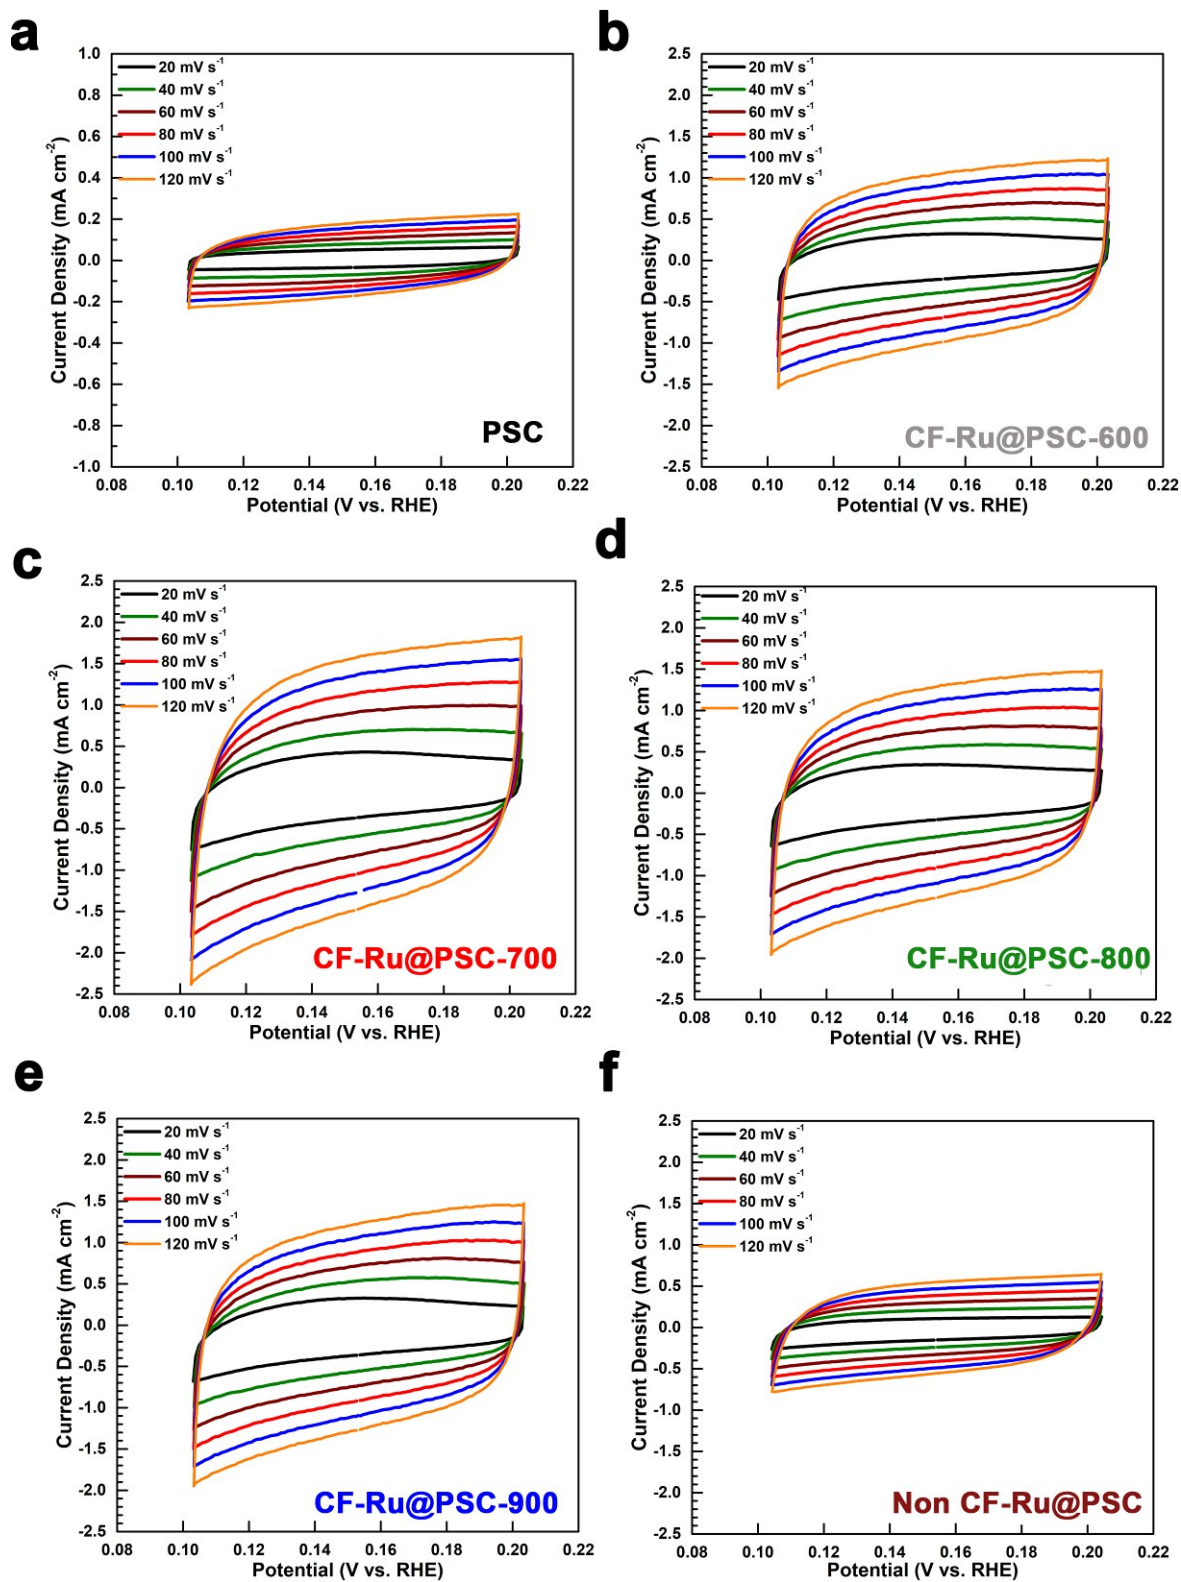 a
1.0
0.8
0.6
0.4
0.2
0.0
-0.2
-0.4
-0.6
-0.8
-1.0
Current Density (mA cm⁻²)
20 mV s⁻¹
40 mV s⁻¹
60 mV s⁻¹
80 mV s⁻¹
100 mV s⁻¹
120 mV s⁻¹
PSC
0.08 0.10 0.12 0.14 0.16 0.18 0.20 0.22
Potential (V vs. RHE)
b
2.5
2.0
1.5
1.0
0.5
0.0
-0.5
-1.0
-1.5
-2.0
-2.5
Current Density (mA cm⁻²)
20 mV s⁻¹
40 mV s⁻¹
60 mV s⁻¹
80 mV s⁻¹
100 mV s⁻¹
120 mV s⁻¹
CF-Ru@PSC-600
0.08 0.10 0.12 0.14 0.16 0.18 0.20 0.22
Potential (V vs. RHE)
c
2.5
2.0
1.5
1.0
0.5
0.0
-0.5
-1.0
-1.5
-2.0
-2.5
Current Density (mA cm⁻²)
20 mV s⁻¹
40 mV s⁻¹
60 mV s⁻¹
80 mV s⁻¹
100 mV s⁻¹
120 mV s⁻¹
CF-Ru@PSC-700
0.08 0.10 0.12 0.14 0.16 0.18 0.20 0.22
Potential (V vs. RHE)
d
2.5
2.0
1.5
1.0
0.5
0.0
-0.5
-1.0
-1.5
-2.0
-2.5
Current Density (mA cm⁻²)
20 mV s⁻¹
40 mV s⁻¹
60 mV s⁻¹
80 mV s⁻¹
100 mV s⁻¹
120 mV s⁻¹
CF-Ru@PSC-800
0.08 0.10 0.12 0.14 0.16 0.18 0.20 0.22
Potential (V vs. RHE)
e
2.5
2.0
1.5
1.0
0.5
0.0
-0.5
-1.0
-1.5
-2.0
-2.5
Current Density (mA cm⁻²)
20 mV s⁻¹
40 mV s⁻¹
60 mV s⁻¹
80 mV s⁻¹
100 mV s⁻¹
120 mV s⁻¹
CF-Ru@PSC-900
0.08 0.10 0.12 0.14 0.16 0.18 0.20 0.22
Potential (V vs. RHE)
f
2.5
2.0
1.5
1.0
0.5
0.0
-0.5
-1.0
-1.5
-2.0
-2.5
Current Density (mA cm⁻²)
20 mV s⁻¹
40 mV s⁻¹
60 mV s⁻¹
80 mV s⁻¹
100 mV s⁻¹
120 mV s⁻¹
Non CF-Ru@PSC
0.08 0.10 0.12 0.14 0.16 0.18 0.20 0.22
Potential (V vs. RHE)